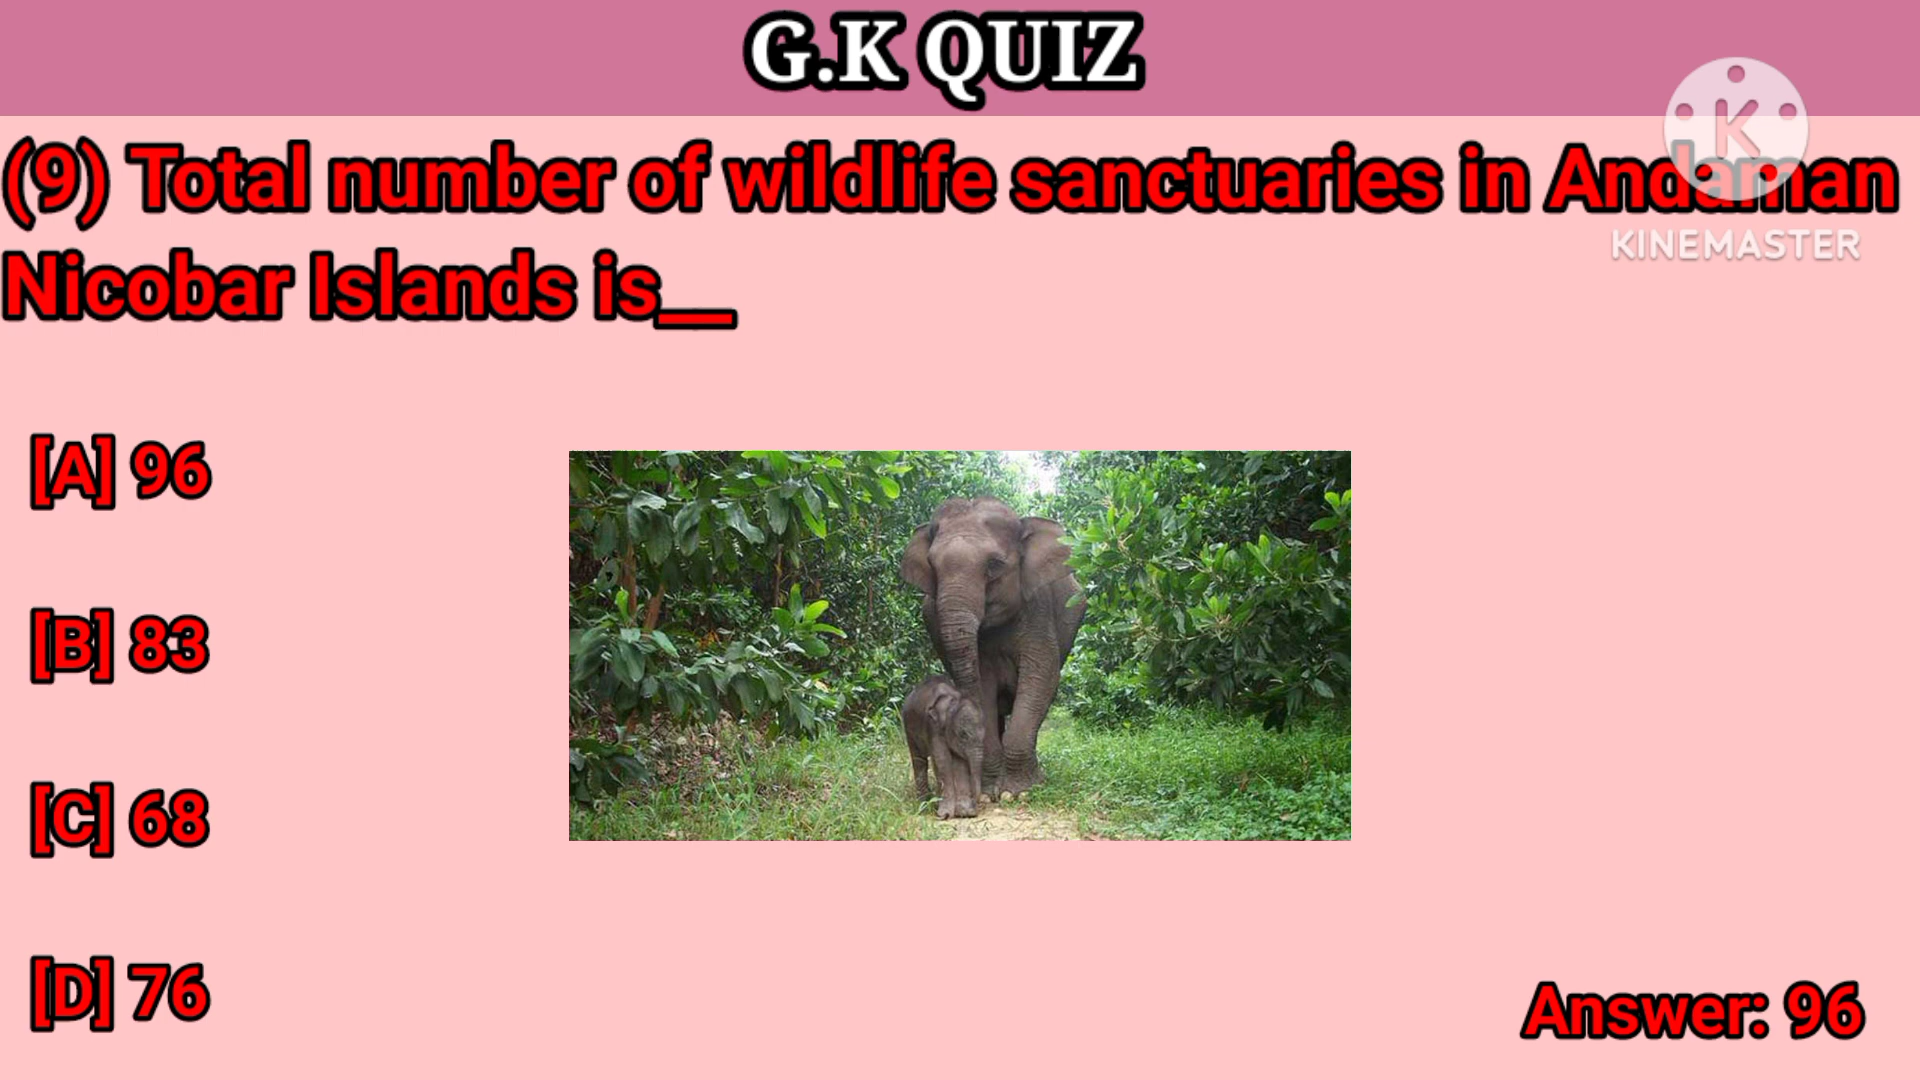 G.K QUIZ
(9) Total number of wildlife sanctuaries in Andaman
Nicobar Islands is__
K
KINEMASTER
[A] 96
[B] 83
[C] 68
[D] 76
Answer: 96